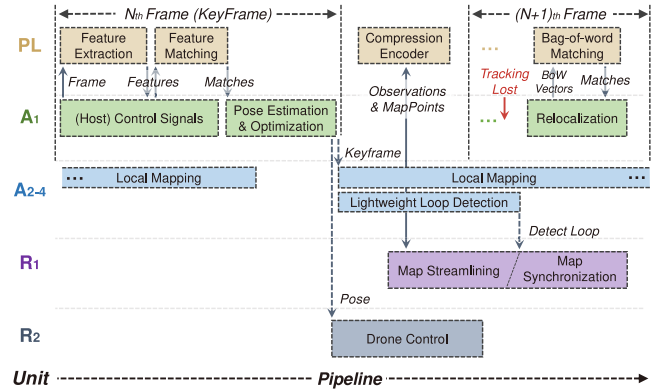 Nth Frame (KeyFrame)
(N+1)th Frame
PL
Feature
Extraction
Feature
Matching
Compression
Encoder
...
Bag-of-word
Matching
Frame
Features
Matches
Observations
& MapPoints
Tracking
Lost
BoW
Vectors
Matches
A1
(Host) Control Signals
Pose Estimation
& Optimization
...
Relocalization
Keyframe
A2-4
... Local Mapping
Local Mapping ...
Lightweight Loop Detection
Detect Loop
R1
Map Streamlining
Map
Synchronization
Pose
R2
Drone Control
Unit
Pipeline